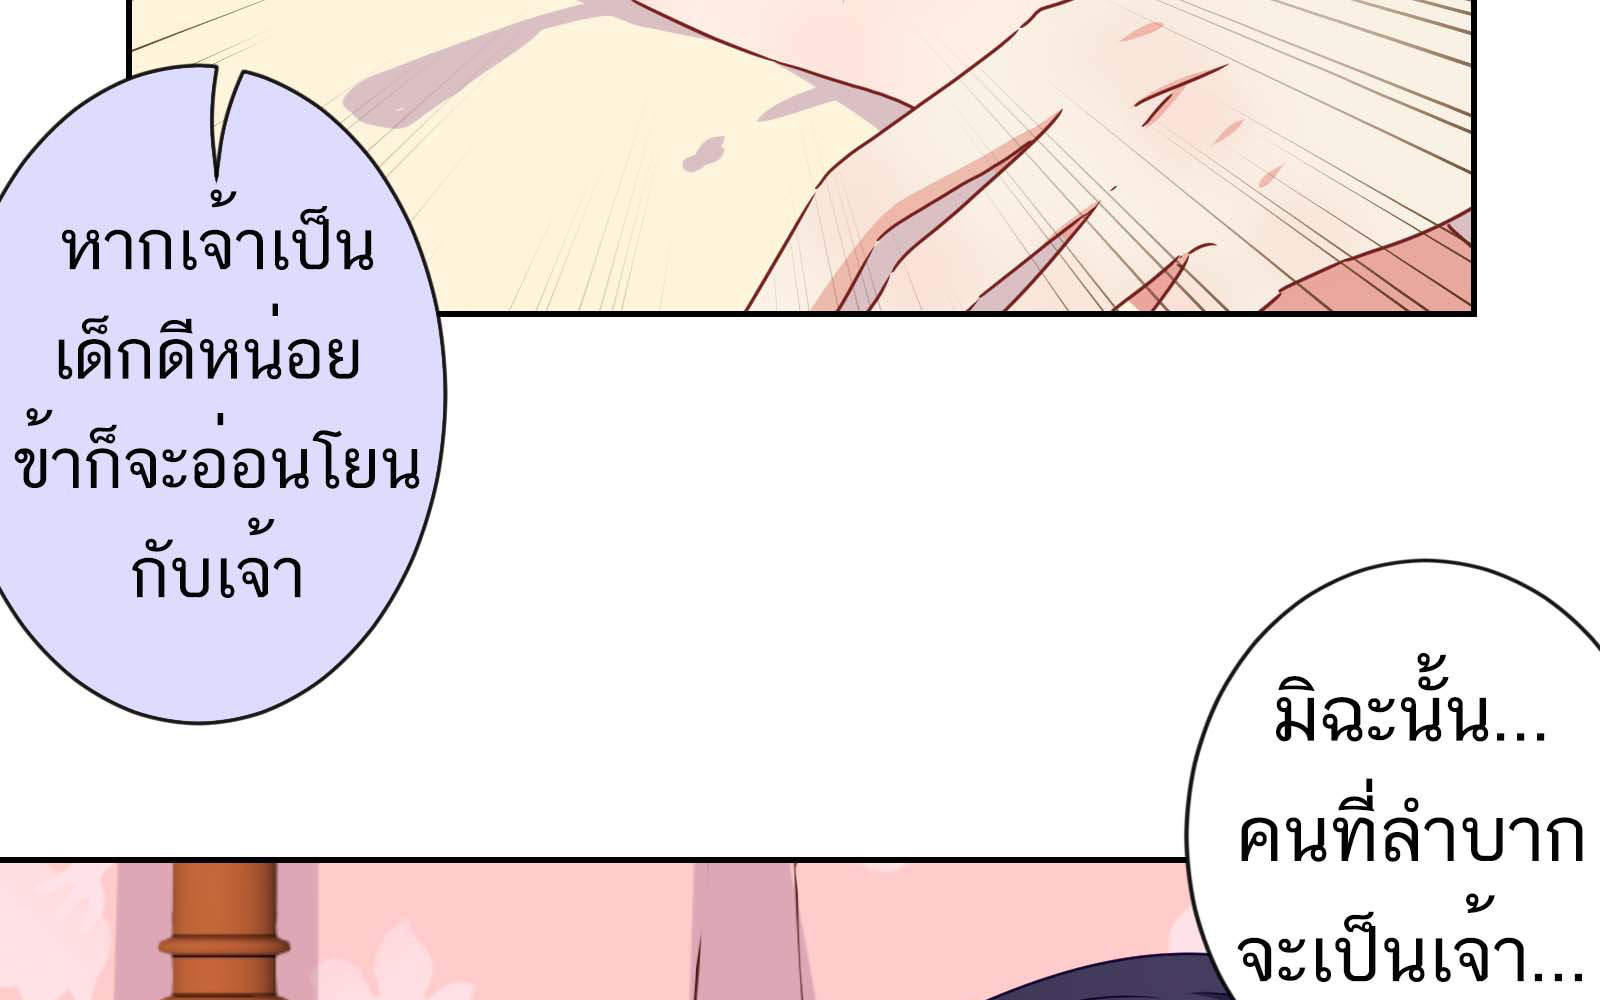 หากเจ้าเป็น
เด็กดีหน่อย
ข้าก็จะอ่อนโยน
กับเจ้า
มิฉะนั้น...
คนที่ลำบาก
จะเป็นเจ้า...